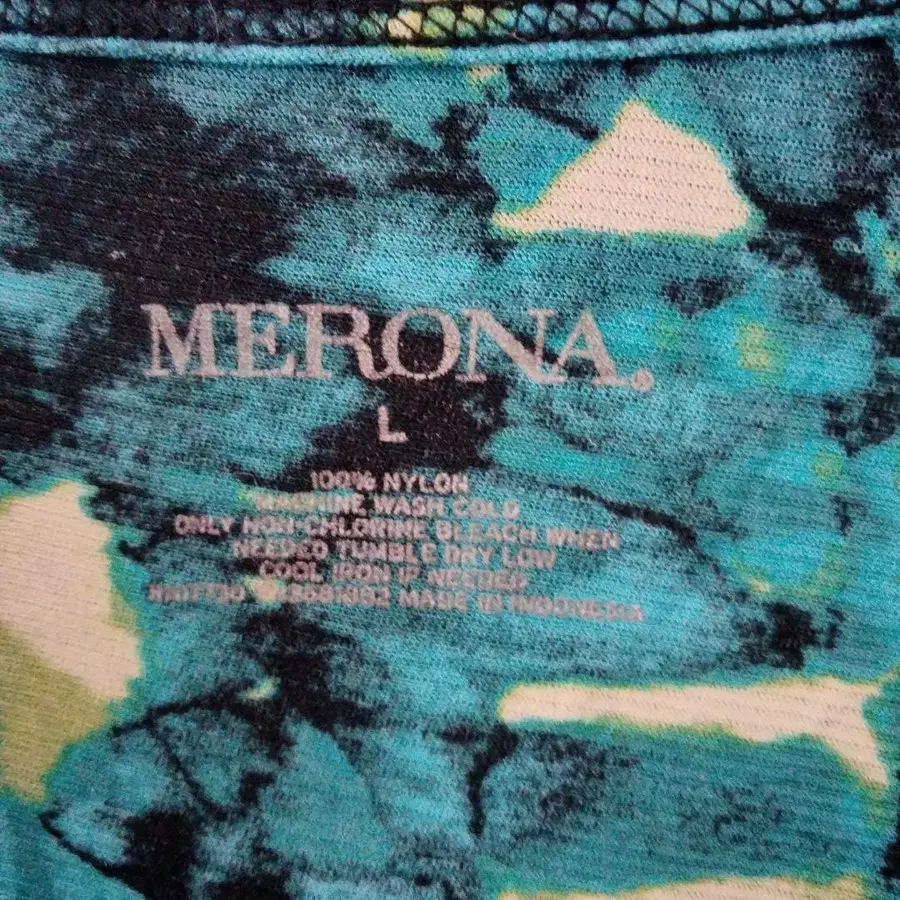 MERONA®
L
100% NYLON
MACHINE WASH COLD
ONLY NON-CHLORINE BLEACH WHEN
NEEDED TUMBLE DRY LOW
COOL IRON IF NEEDED
MADE IN INDONESIA